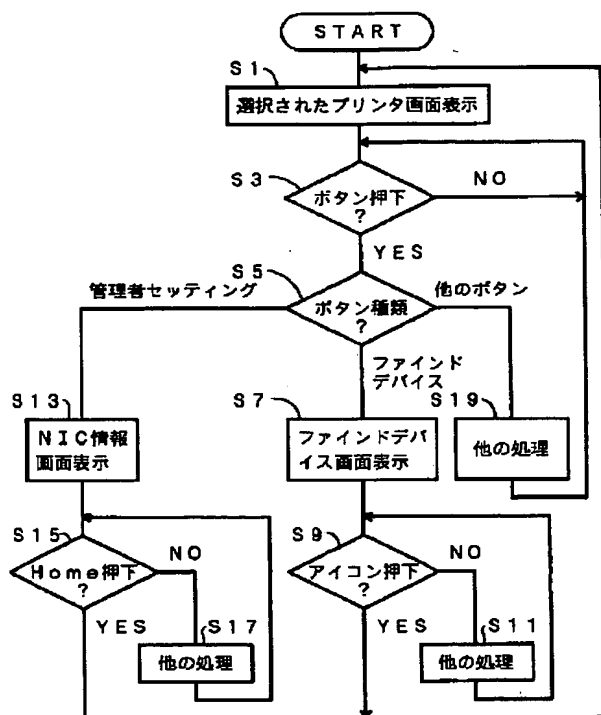 START
S1
選択されたプリンタ画面表示
S3
ボタン押下
?
NO
YES
S5
管理者セッティング
ボタン種類
?
他のボタン
ファインド
デバイス
S13
NIC情報
画面表示
S7
ファインドデバ
イス画面表示
S19
他の処理
S15
Home押下
?
NO
YES
S17
他の処理
S9
アイコン押下
?
NO
YES
S11
他の処理